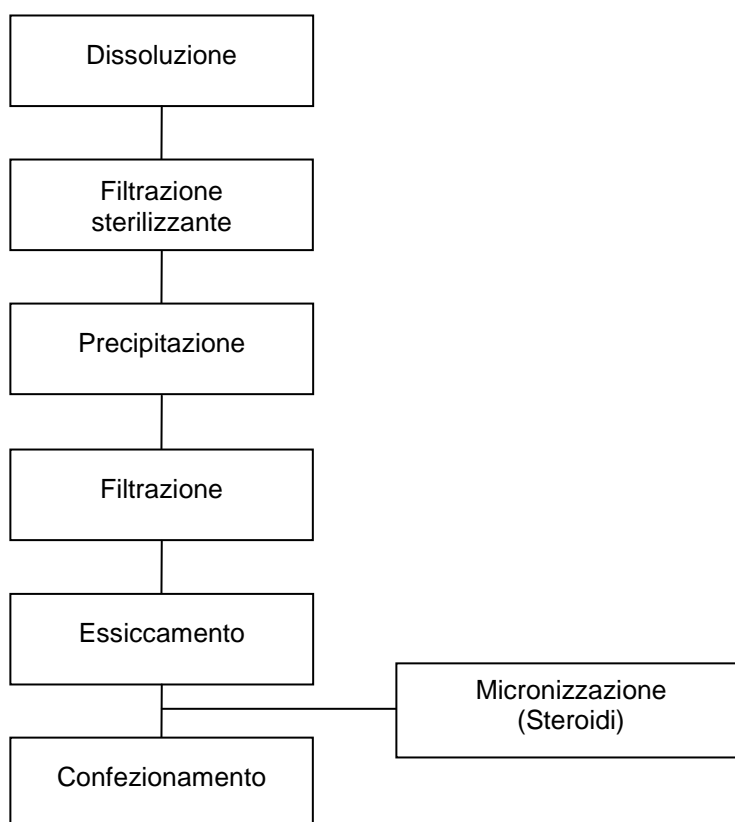 Dissoluzione
Filtrazione
sterilizzante
Precipitazione
Filtrazione
Essiccamento
Micronizzazione
(Steroidi)
Confezionamento